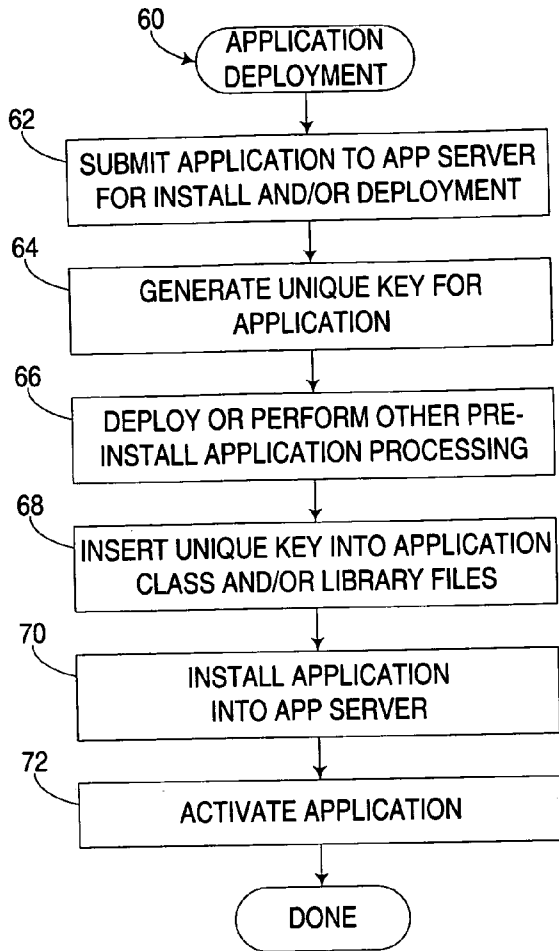 60
APPLICATION
DEPLOYMENT
62
SUBMIT APPLICATION TO APP SERVER
FOR INSTALL AND/OR DEPLOYMENT
64
GENERATE UNIQUE KEY FOR
APPLICATION
66
DEPLOY OR PERFORM OTHER PRE-
INSTALL APPLICATION PROCESSING
68
INSERT UNIQUE KEY INTO APPLICATION
CLASS AND/OR LIBRARY FILES
70
INSTALL APPLICATION
INTO APP SERVER
72
ACTIVATE APPLICATION
DONE